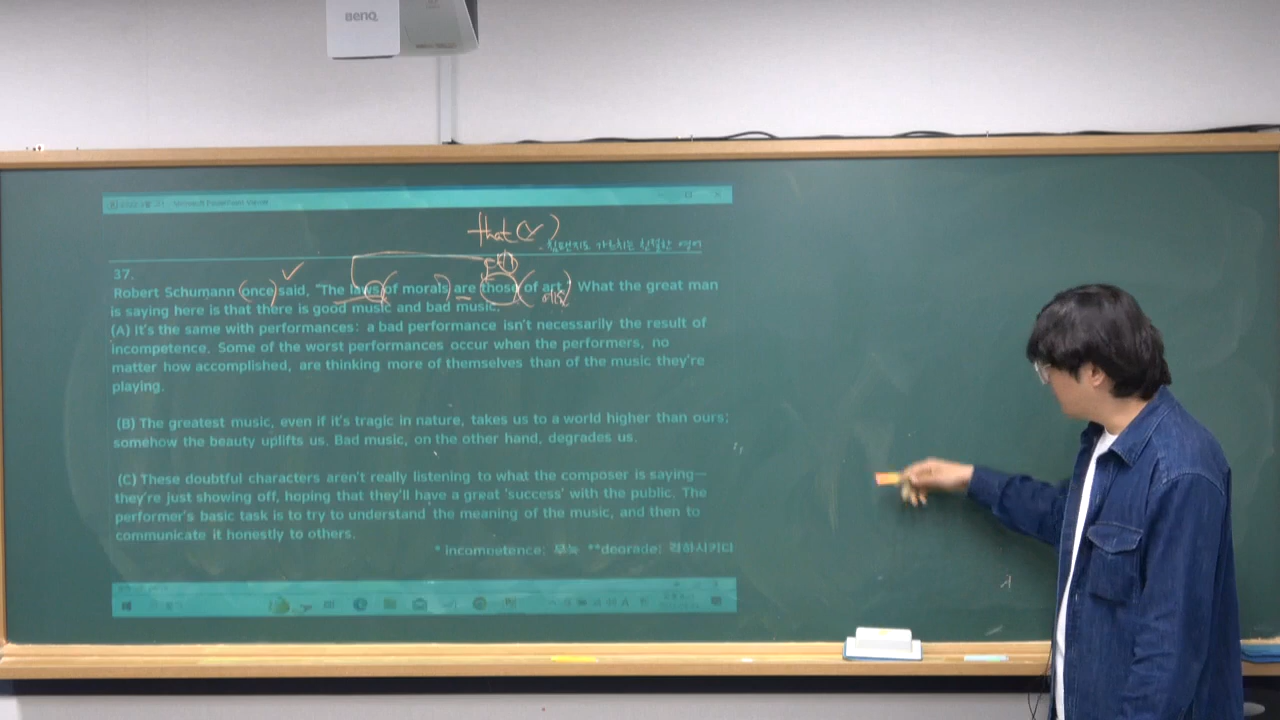 BenQ
Microsoft PowerPoint Viewer
that(x)
37.
Robert Schumann (once) said, "The laws (of morals) are those (of art." What the great man
is saying here is that there is good music and bad music.
(A) It's the same with performances: a bad performance isn't necessarily the result of
incompetence. Some of the worst performances occur when the performers, no
matter how accomplished, are thinking more of themselves than of the music they're
playing.
(B) The greatest music, even if it's tragic in nature, takes us to a world higher than ours;
somehow the beauty uplifts us. Bad music, on the other hand, degrades us.
(C) These doubtful characters aren't really listening to what the composer is saying—
they're just showing off, hoping that they'll have a great 'success' with the public. The
performer's basic task is to try to understand the meaning of the music, and then to
communicate it honestly to others.
* incompetence: 무능 **degrade: 격하시키다